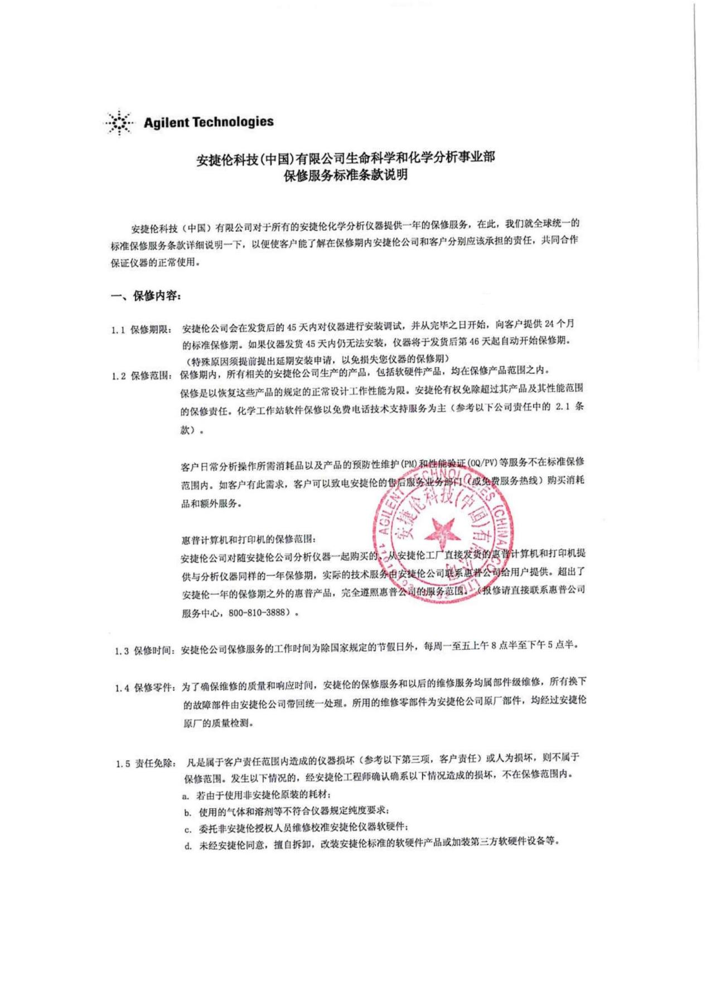 Agilent Technologies
安捷伦科技(中国)有限公司生命科学和化学分析事业部
保修服务标准条款说明
安捷伦科技（中国）有限公司对于所有的安捷伦化学分析仪器提供一年的保修服务，在此，我们就全球统一的
标准保修服务条款详细说明一下，以便使客户能了解在保修期内安捷伦公司和客户分别应该承担的责任，共同合作
保证仪器的正常使用。
一、保修内容：
1.1 保修期限： 安捷伦公司会在发货后的 45 天内对仪器进行安装调试，并从完毕之日开始，向客户提供 24 个月
的标准保修期。如果仪器发货 45 天内仍无法安装，仪器将于发货后第 46 天起自动开始保修期。
（特殊原因须提前提出延期安装申请，以免损失您仪器的保修期）
1.2 保修范围： 保修期内，所有相关的安捷伦公司生产的产品，包括软硬件产品，均在保修产品范围之内。
保修是以恢复这些产品的规定的正常设计工作性能为限。安捷伦有权免除超过其产品及其性能范围
的保修责任。化学工作站软件保修以免费电话技术支持服务为主（参考以下公司责任中的 2.1 条
款）。
客户日常分析操作所需消耗品以及产品的预防性维护(PM)和性能验证(OQ/PV)等服务不在标准保修
范围内。如客户有此需求，客户可以致电安捷伦的售后服务业务部门（或免费服务热线）购买消耗
品和额外服务。
惠普计算机和打印机的保修范围：
安捷伦公司对随安捷伦公司分析仪器一起购买的、从安捷伦工厂直接发货的惠普计算机和打印机提
供与分析仪器同样的一年保修期，实际的技术服务由安捷伦公司联系惠普公司给用户提供。超出了
安捷伦一年的保修期之外的惠普产品，完全遵照惠普公司的服务范围。（报修请直接联系惠普公司
服务中心，800-810-3888）。
AGILENT TECHNOLOGIES (CHINA) CO. LTD
安捷伦科技(中国)有限公司
1.3 保修时间：安捷伦公司保修服务的工作时间为除国家规定的节假日外，每周一至五上午 8 点半至下午 5 点半。
1.4 保修零件：为了确保维修的质量和响应时间，安捷伦的保修服务和以后的维修服务均属部件级维修，所有换下
的故障部件由安捷伦公司带回统一处理。所用的维修零部件为安捷伦公司原厂部件，均经过安捷伦
原厂的质量检测。
1.5 责任免除： 凡是属于客户责任范围内造成的仪器损坏（参考以下第三项，客户责任）或人为损坏，则不属于
保修范围。发生以下情况的，经安捷伦工程师确认确系以下情况造成的损坏，不在保修范围内。
a. 若由于使用非安捷伦原装的耗材；
b. 使用的气体和溶剂等不符合仪器规定纯度要求；
c. 委托非安捷伦授权人员维修校准安捷伦仪器软硬件；
d. 未经安捷伦同意，擅自拆卸，改装安捷伦标准的软硬件产品或加装第三方软硬件设备等。